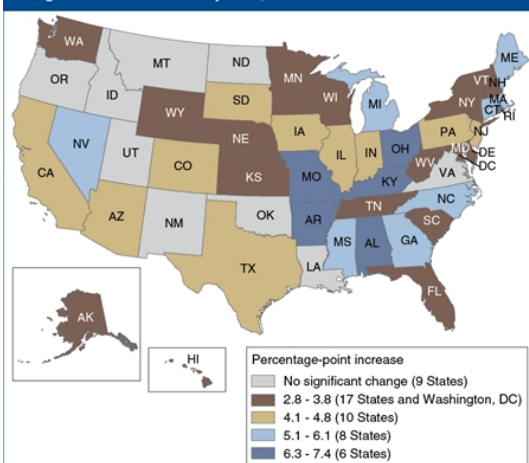 WA
ME
MT
ND
VT
NH
OR
MN
ID
SD
WI
NY
MA
CT
RI
WY
MI
IA
PA
NJ
NE
NV
OH
MD
DE
UT
IL
IN
DC
CA
CO
WV
VA
KS
MO
KY
NC
TN
AZ
OK
NM
AR
SC
MS
AL
GA
TX
LA
FL
AK
HI
Percentage-point increase
No significant change (9 States)
2.8 - 3.8 (17 States and Washington, DC)
4.1 - 4.8 (10 States)
5.1 - 6.1 (8 States)
6.3 - 7.4 (6 States)